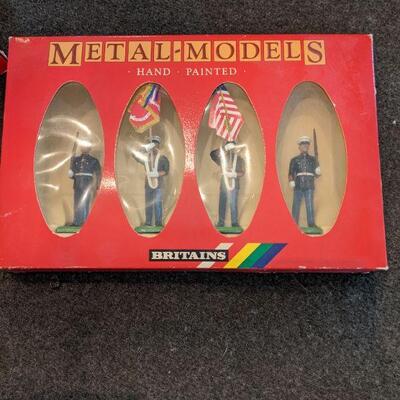 METAL·MODELS
· HAND · PAINTED ·
BRITAINS